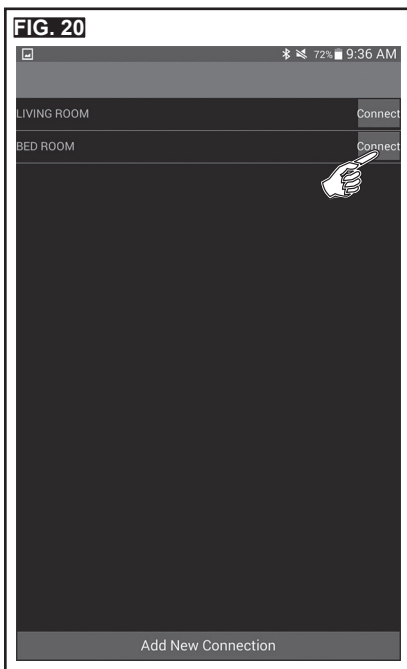 FIG. 20
72% 9:36 AM
LIVING ROOM Connect
BED ROOM Connect
Add New Connection